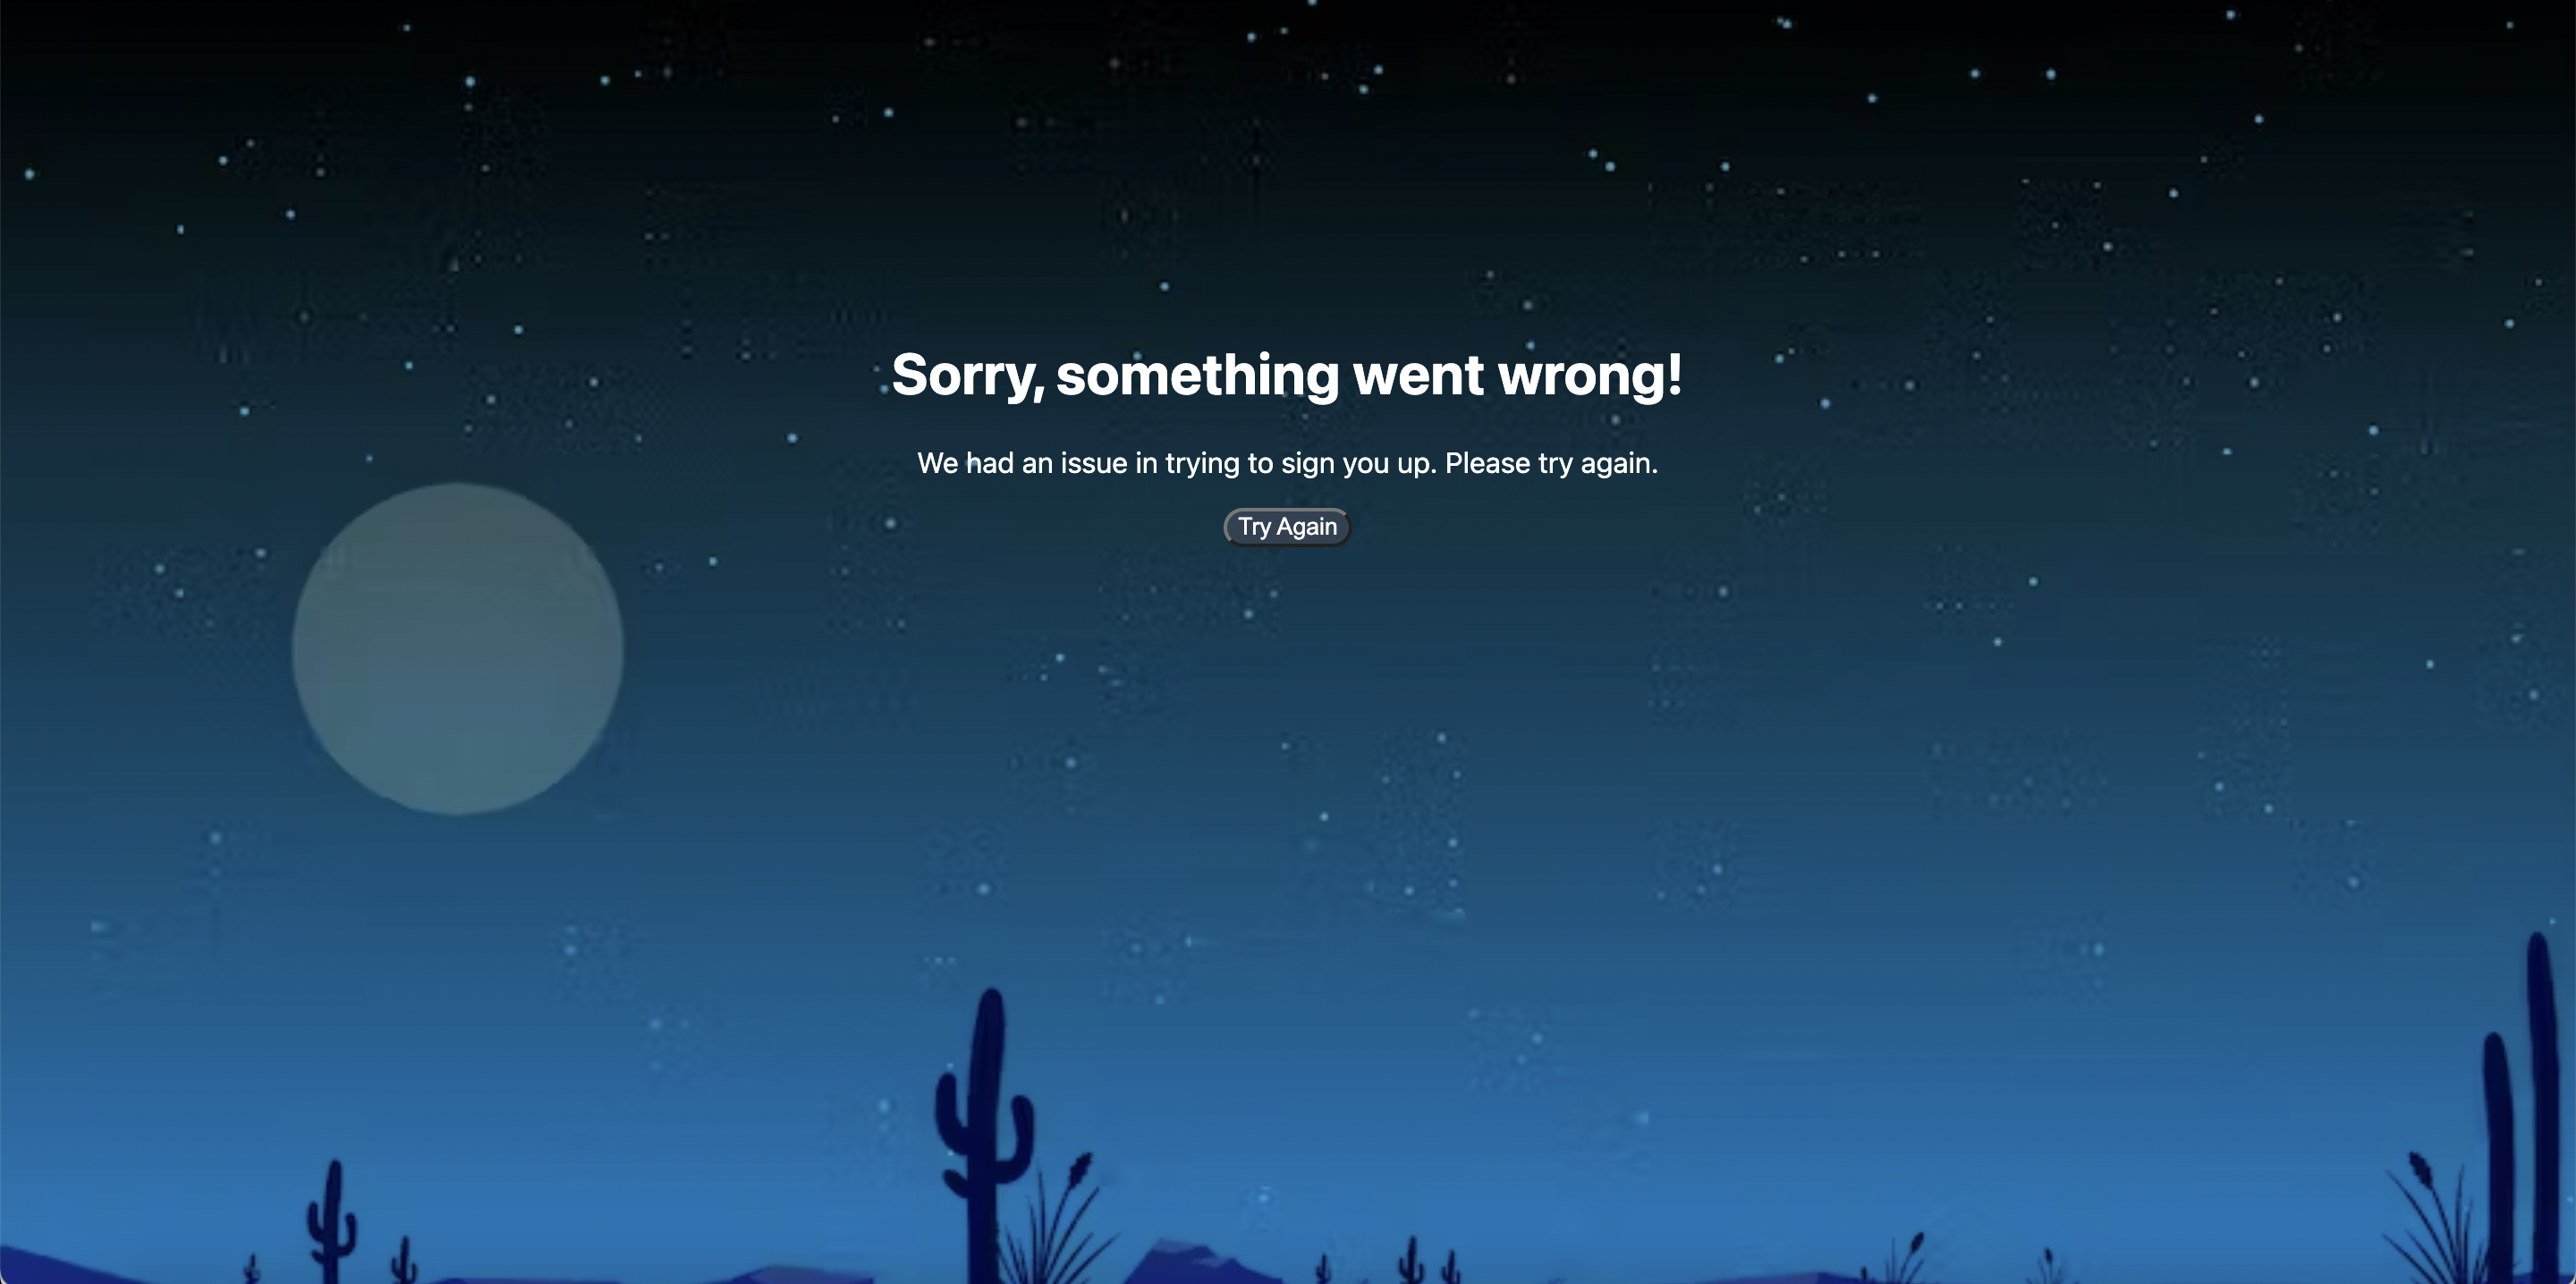 Sorry, something went wrong!
We had an issue in trying to sign you up. Please try again.
Try Again